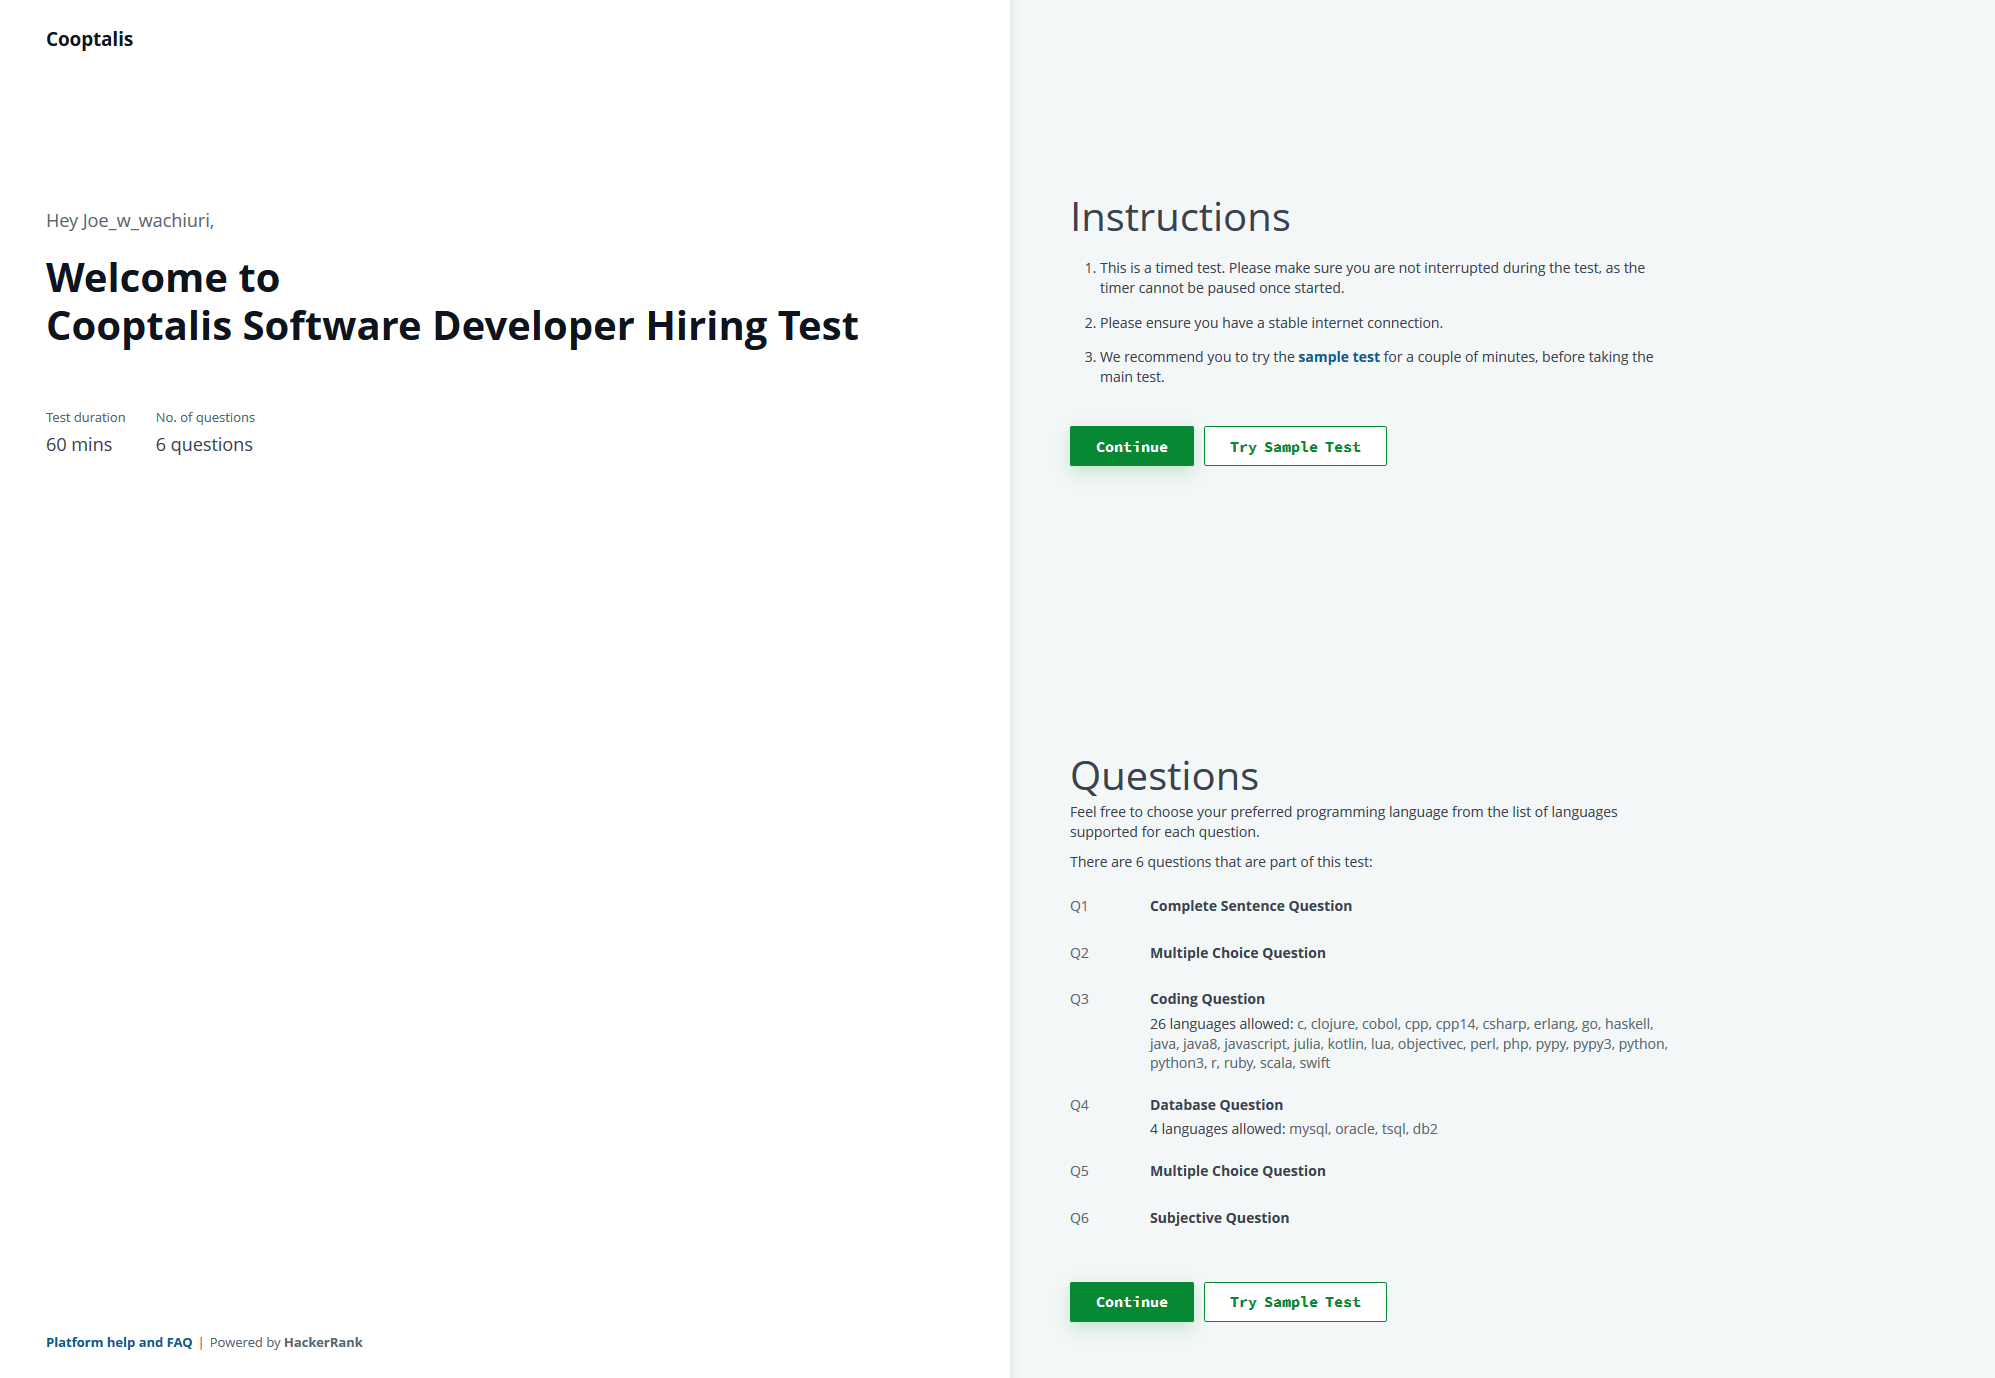 Cooptalis
Hey Joe_w_wachiuri,
Welcome to
Cooptalis Software Developer Hiring Test
Test duration
No. of questions
60 mins
6 questions
Platform help and FAQ | Powered by HackerRank
Instructions
1. This is a timed test. Please make sure you are not interrupted during the test, as the
timer cannot be paused once started.
2. Please ensure you have a stable internet connection.
3. We recommend you to try the sample test for a couple of minutes, before taking the
main test.
Continue
Try Sample Test
Questions
Feel free to choose your preferred programming language from the list of languages
supported for each question.
There are 6 questions that are part of this test:
Q1 Complete Sentence Question
Q2 Multiple Choice Question
Q3 Coding Question
26 languages allowed: c, clojure, cobol, cpp, cpp14, csharp, erlang, go, haskell,
java, java8, javascript, julia, kotlin, lua, objectivec, perl, php, pypy, pypy3, python,
python3, r, ruby, scala, swift
Q4 Database Question
4 languages allowed: mysql, oracle, tsql, db2
Q5 Multiple Choice Question
Q6 Subjective Question
Continue
Try Sample Test